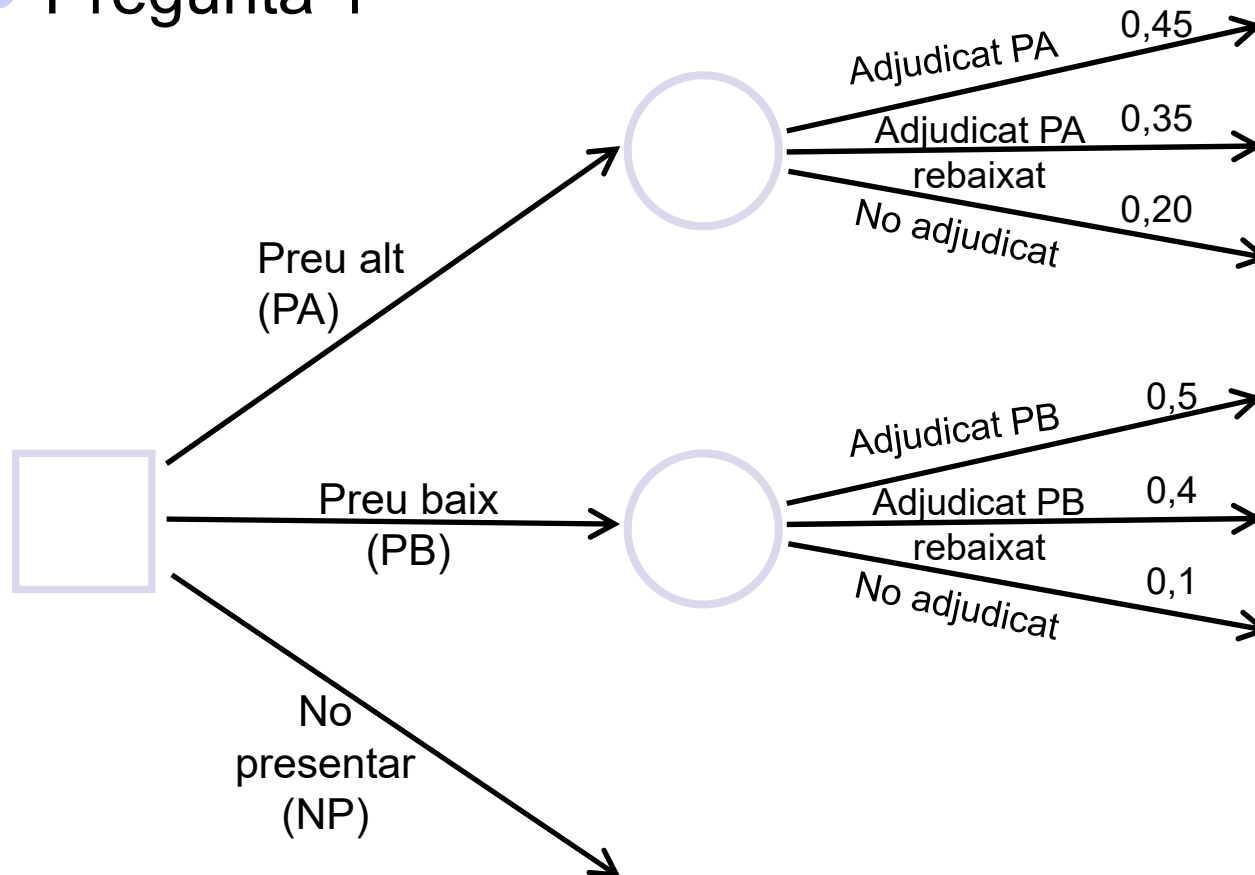 Pregunta 1
Adjudicat PA 0,45
Adjudicat PA 0,35
rebaixat
No adjudicat 0,20
Preu alt
(PA)
Adjudicat PB 0,5
Adjudicat PB 0,4
rebaixat
No adjudicat 0,1
Preu baix
(PB)
No
presentar
(NP)